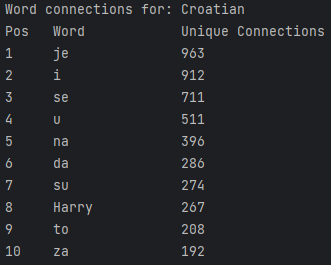 Word connections for: Croatian
Pos Word Unique Connections
1 je 963
2 i 912
3 se 711
4 u 511
5 na 396
6 da 286
7 su 274
8 Harry 267
9 to 208
10 za 192